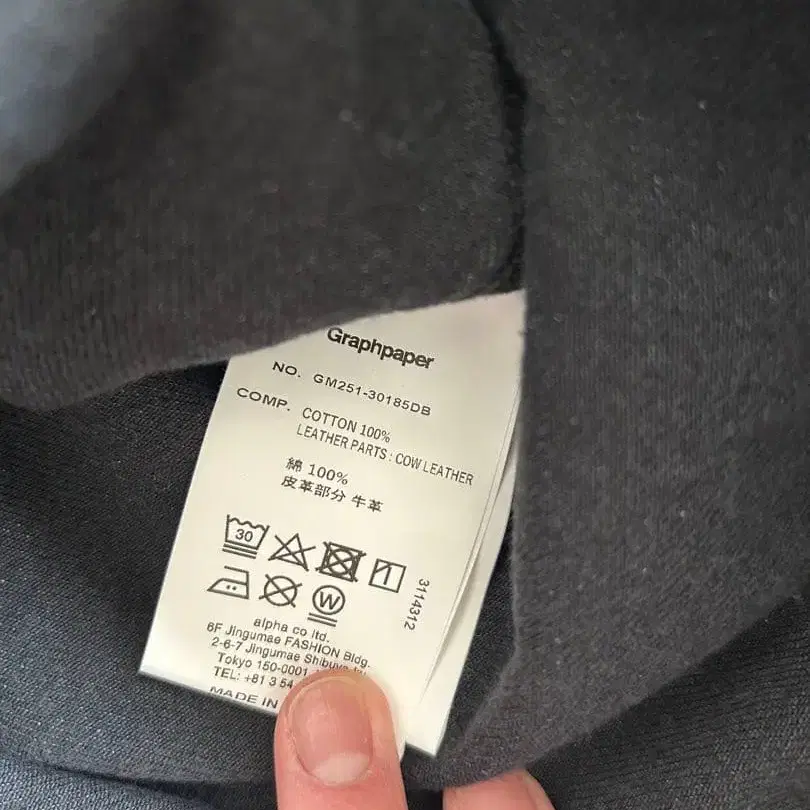 Graphpaper
NO. GM251-30185DB
COMP. COTTON 100%
LEATHER PARTS : COW LEATHER
綿 100%
皮革部分 牛革
30
W
3114312
alpha co ltd.
6F Jingumae FASHION Bldg.
2-6-7 Jingumae Shibuya
Tokyo 150-0001
TEL: +81 3 54
MADE IN